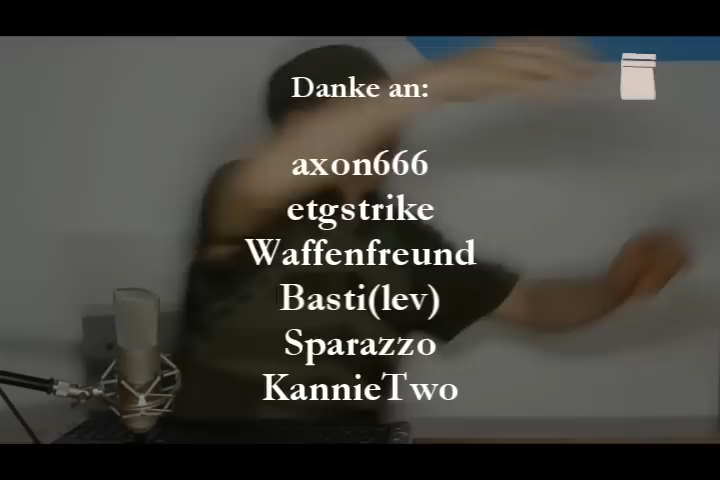 Danke an:
axon666
etgstrike
Waffenfreund
Basti(lev)
Sparazzo
KannieTwo